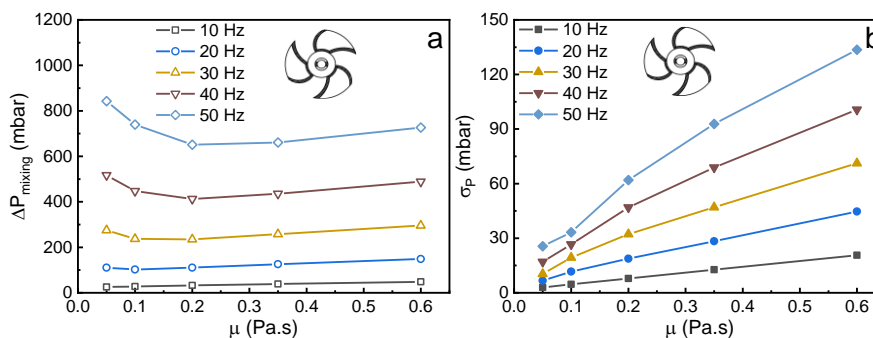 1200
1000
800
600
400
200
0
ΔPmixing (mbar)
10 Hz
20 Hz
30 Hz
40 Hz
50 Hz
a
0.0 0.1 0.2 0.3 0.4 0.5 0.6
μ (Pa.s)
150
120
90
60
30
0
σP (mbar)
10 Hz
20 Hz
30 Hz
40 Hz
50 Hz
b
0.0 0.1 0.2 0.3 0.4 0.5 0.6
μ (Pa.s)